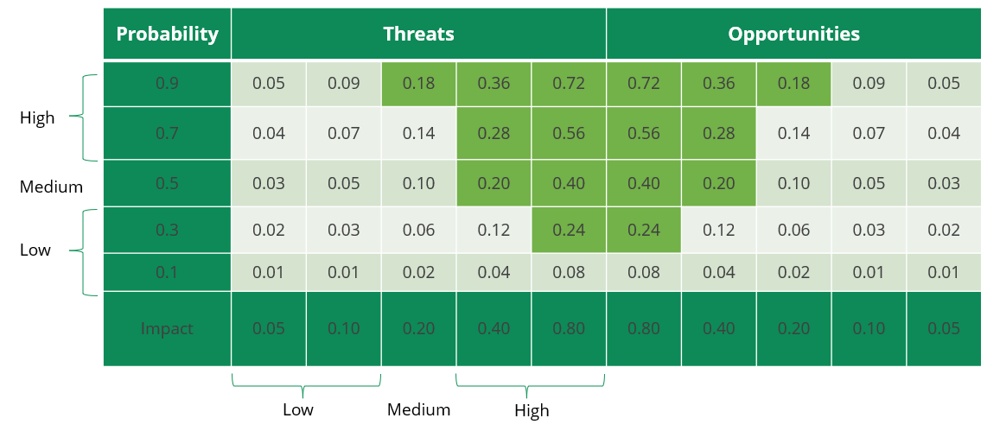 Probability Threats Opportunities
0.9 0.05 0.09 0.18 0.36 0.72 0.72 0.36 0.18 0.09 0.05
High
0.7 0.04 0.07 0.14 0.28 0.56 0.56 0.28 0.14 0.07 0.04
Medium 0.5 0.03 0.05 0.10 0.20 0.40 0.40 0.20 0.10 0.05 0.03
0.3 0.02 0.03 0.06 0.12 0.24 0.24 0.12 0.06 0.03 0.02
Low
0.1 0.01 0.01 0.02 0.04 0.08 0.08 0.04 0.02 0.01 0.01
Impact 0.05 0.10 0.20 0.40 0.80 0.80 0.40 0.20 0.10 0.05
Low Medium High